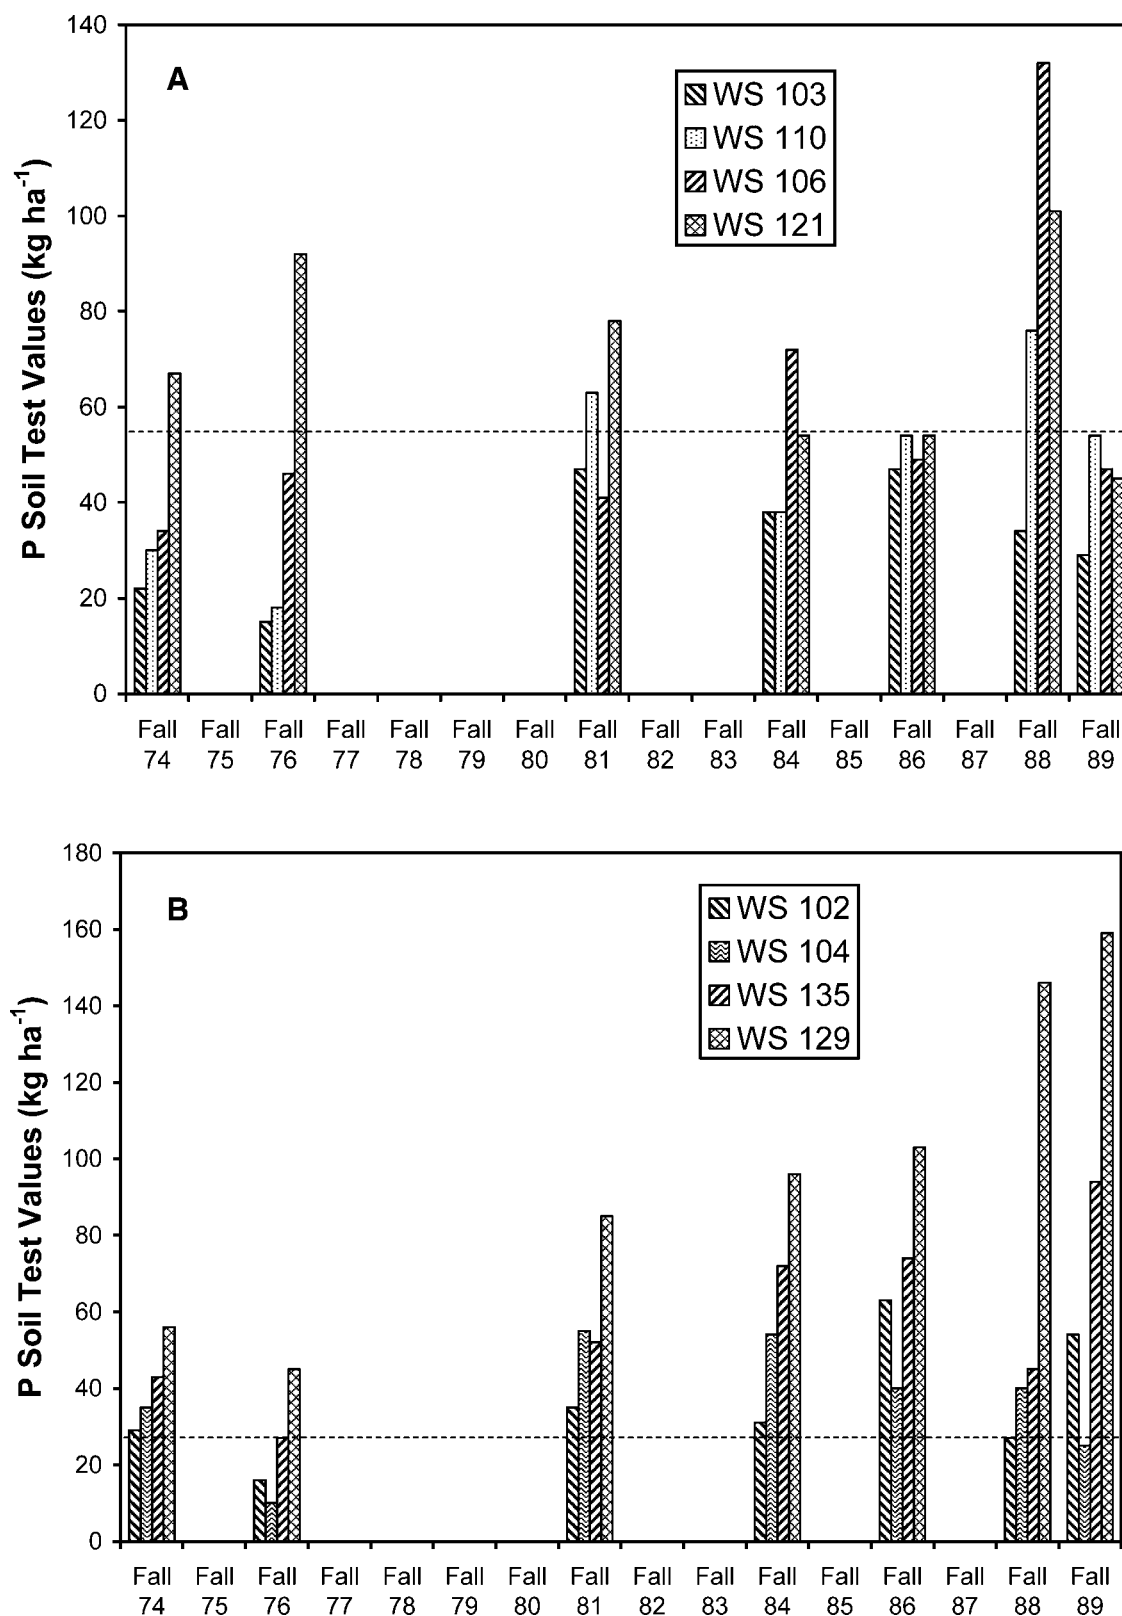 A
P Soil Test Values (kg ha⁻¹)
140
120
100
80
60
40
20
0
WS 103
WS 110
WS 106
WS 121
Fall Fall Fall Fall Fall Fall Fall Fall Fall Fall Fall Fall Fall Fall Fall Fall
74 75 76 77 78 79 80 81 82 83 84 85 86 87 88 89
B
P Soil Test Values (kg ha⁻¹)
180
160
140
120
100
80
60
40
20
0
WS 102
WS 104
WS 135
WS 129
Fall Fall Fall Fall Fall Fall Fall Fall Fall Fall Fall Fall Fall Fall Fall Fall
74 75 76 77 78 79 80 81 82 83 84 85 86 87 88 89